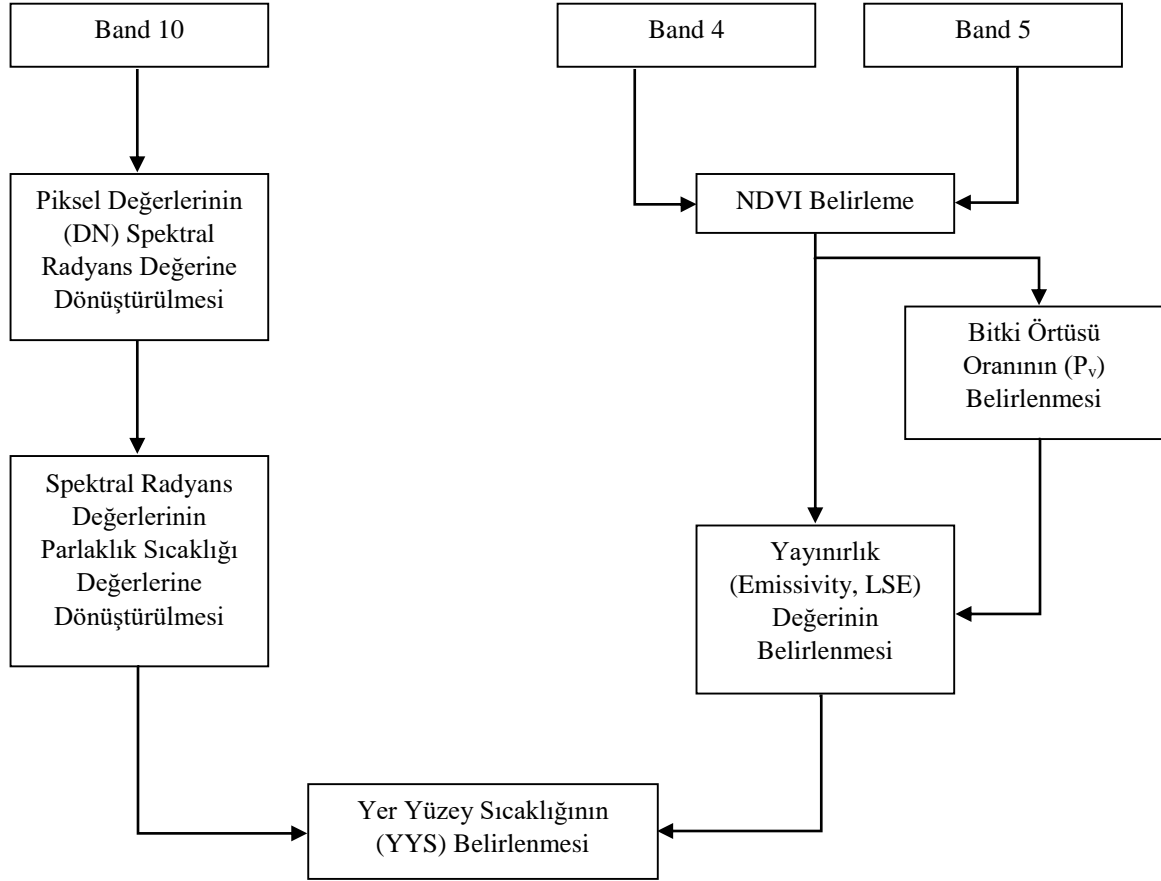 Band 10
Band 4
Band 5
Piksel Değerlerinin
(DN) Spektral
Radyans Değerine
Dönüştürülmesi
NDVI Belirleme
Bitki Örtüsü
Oranının (Pv)
Belirlenmesi
Spektral Radyans
Değerlerinin
Parlaklık Sıcaklığı
Değerlerine
Dönüştürülmesi
Yayınırlık
(Emissivity, LSE)
Değerinin
Belirlenmesi
Yer Yüzey Sıcaklığının
(YYS) Belirlenmesi